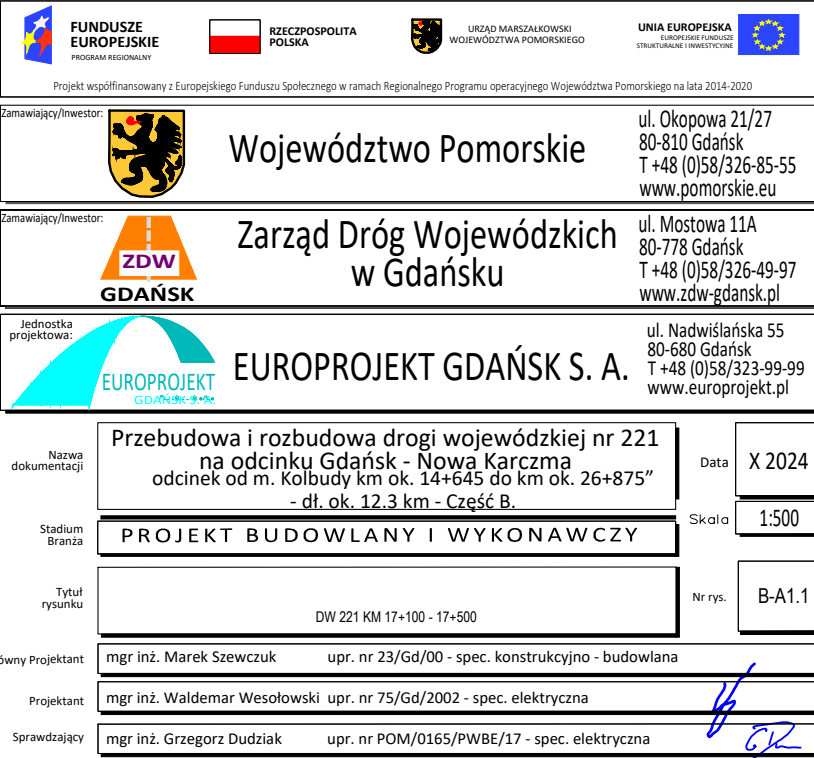 FUNDUSZE
EUROPEJSKIE
PROGRAM REGIONALNY
RZECZPOSPOLITA
POLSKA
URZĄD MARSZAŁKOWSKI
WOJEWÓDZTWA POMORSKIEGO
UNIA EUROPEJSKA
EUROPEJSKIE FUNDUSZE
STRUKTURALNE I INWESTYCYJNE
Projekt współfinansowany z Europejskiego Funduszu Społecznego w ramach Regionalnego Programu operacyjnego Województwa Pomorskiego na lata 2014-2020
Zamawiający/Inwestor:
Województwo Pomorskie
ul. Okopowa 21/27
80-810 Gdańsk
T +48 (0)58/326-85-55
www.pomorskie.eu
Zamawiający/Inwestor:
ZDW
GDAŃSK
Zarząd Dróg Wojewódzkich
w Gdańsku
ul. Mostowa 11A
80-778 Gdańsk
T +48 (0)58/326-49-97
www.zdw-gdansk.pl
Jednostka
projektowa:
EUROPROJEKT
GDAŃSK S. A.
EUROPROJEKT GDAŃSK S. A.
ul. Nadwiślańska 55
80-680 Gdańsk
T +48 (0)58/323-99-99
www.europrojekt.pl
Nazwa
dokumentacji
Przebudowa i rozbudowa drogi wojewódzkiej nr 221
na odcinku Gdańsk - Nowa Karczma
odcinek od m. Kolbudy km ok. 14+645 do km ok. 26+875”
- dł. ok. 12.3 km - Część B.
Data
X 2024
Stadium
Branża
PROJEKT BUDOWLANY I WYKONAWCZY
Skala
1:500
Tytuł
rysunku
DW 221 KM 17+100 - 17+500
Nr rys.
B-A1.1
ówny Projektant
mgr inż. Marek Szewczuk upr. nr 23/Gd/00 - spec. konstrukcyjno - budowlana
Projektant
mgr inż. Waldemar Wesołowski upr. nr 75/Gd/2002 - spec. elektryczna
Sprawdzający
mgr inż. Grzegorz Dudziak upr. nr POM/0165/PWBE/17 - spec. elektryczna